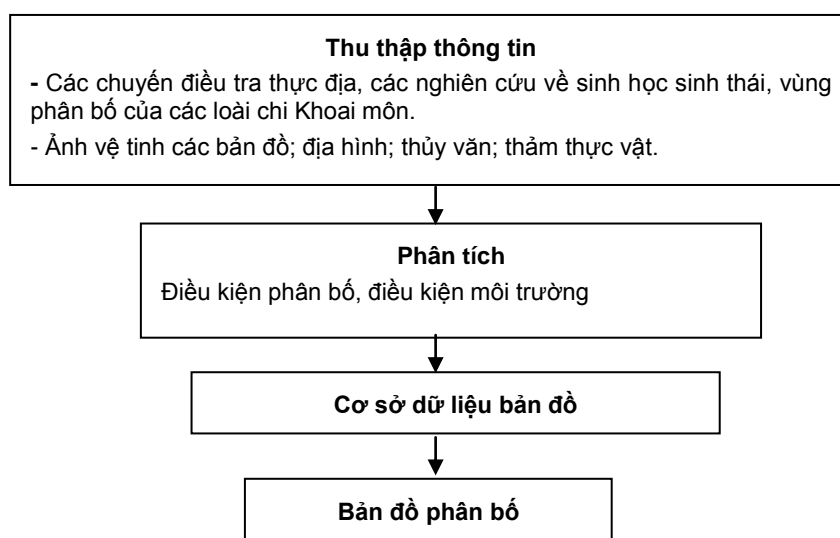 Thu thập thông tin
- Các chuyến điều tra thực địa, các nghiên cứu về sinh học sinh thái, vùng
phân bố của các loài chi Khoai môn.
- Ảnh vệ tinh các bản đồ; địa hình; thủy văn; thảm thực vật.
Phân tích
Điều kiện phân bố, điều kiện môi trường
Cơ sở dữ liệu bản đồ
Bản đồ phân bố